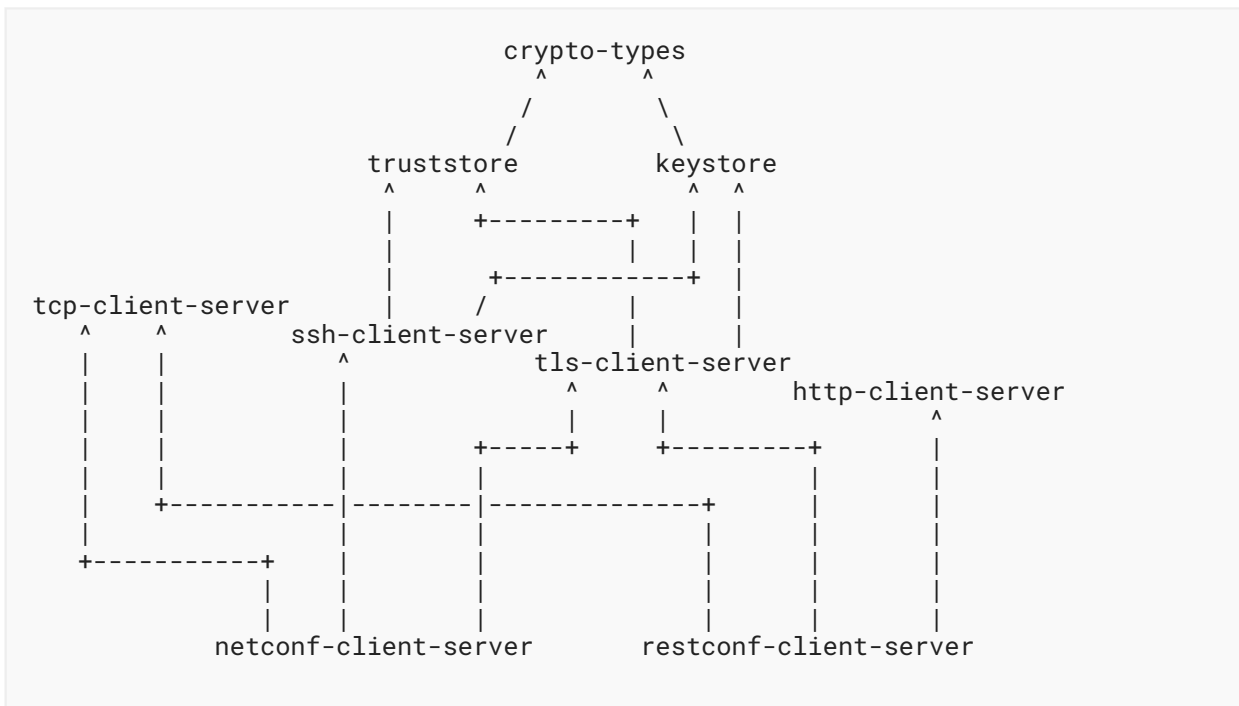 crypto-types
truststore keystore
tcp-client-server
ssh-client-server
tls-client-server
http-client-server
netconf-client-server restconf-client-server